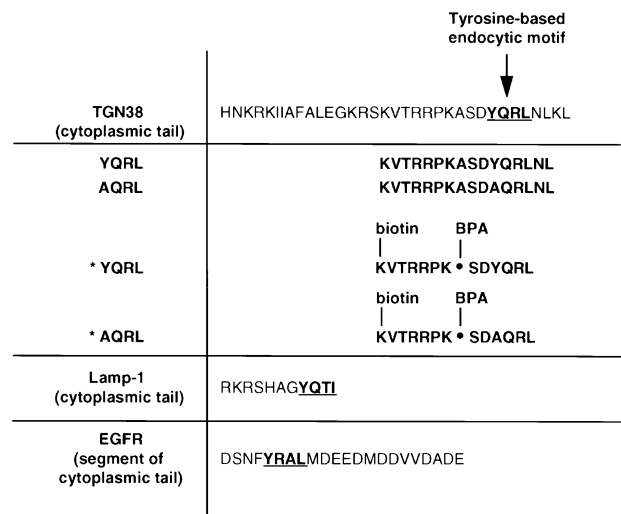 Tyrosine-based
endocytic motif
TGN38
(cytoplasmic tail)
HNKRKIIAFALEGKRSKVTRRPKASDYQRLNLKL
YQRL
KVTRRPKASDYQRLNL
AQRL
KVTRRPKASDAQRLNL
biotin BPA
* YQRL
KVTRRPK • SDYQRL
biotin BPA
* AQRL
KVTRRPK • SDAQRL
Lamp-1
(cytoplasmic tail)
RKRSHAGYQTI
EGFR
(segment of
cytoplasmic tail)
DSNFYRALMDEEDMDDVVDADE